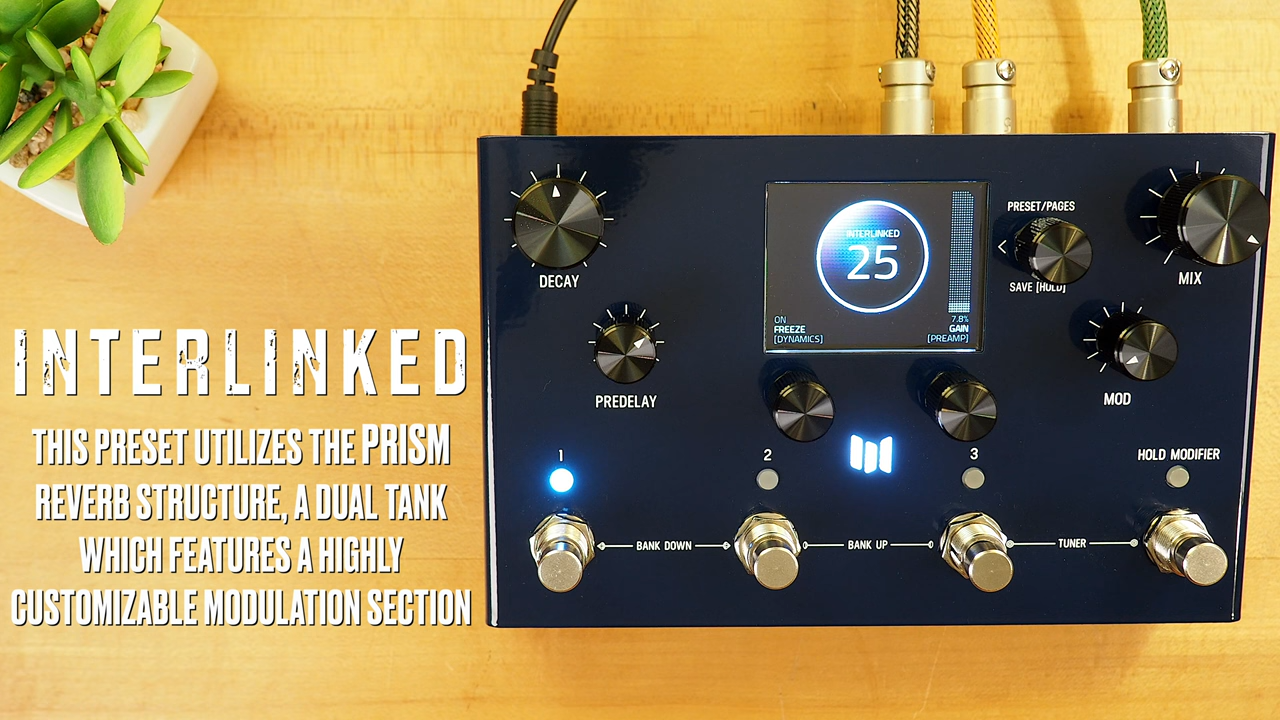 INTERLINKED
THIS PRESET UTILIZES THE PRISM
REVERB STRUCTURE, A DUAL TANK
WHICH FEATURES A HIGHLY
CUSTOMIZABLE MODULATION SECTION
DECAY
PREDELAY
INTERLINKED
25
ON
FREEZE
[DYNAMICS]
7.8%
GAIN
[PREAMP]
PRESET/PAGES
<
SAVE [HOLD]
MIX
MOD
1
2
3
HOLD MODIFIER
BANK DOWN
BANK UP
TUNER